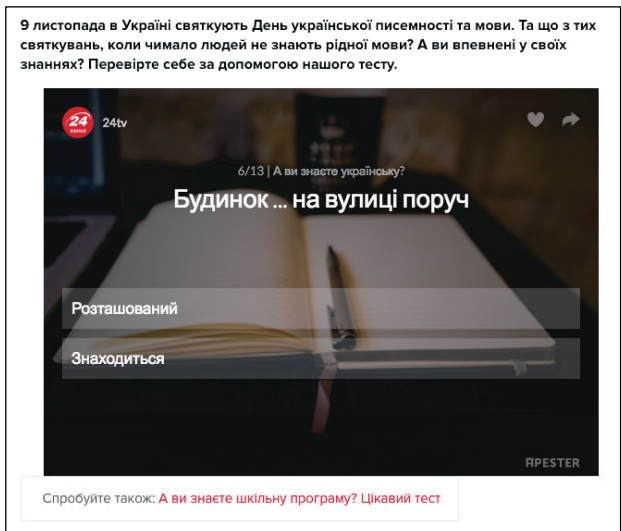 9 листопада в Україні святкують День української писемності та мови. Та що з тих
святкувань, коли чимало людей не знають рідної мови? А ви впевнені у своїх
знаннях? Перевірте себе за допомогою нашого тесту.
24
КАНАЛ
24tv
6/13 | А ви знаєте українську?
Будинок ... на вулиці поруч
Розташований
Знаходиться
APESTER
Спробуйте також: А ви знаєте шкільну програму? Цікавий тест